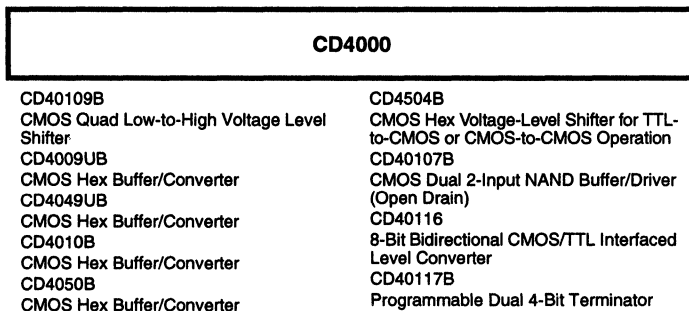 CD4000
CD40109B
CMOS Quad Low-to-High Voltage Level
Shifter
CD4009UB
CMOS Hex Buffer/Converter
CD4049UB
CMOS Hex Buffer/Converter
CD4010B
CMOS Hex Buffer/Converter
CD4050B
CMOS Hex Buffer/Converter
CD4504B
CMOS Hex Voltage-Level Shifter for TTL-
to-CMOS or CMOS-to-CMOS Operation
CD40107B
CMOS Dual 2-Input NAND Buffer/Driver
(Open Drain)
CD40116
8-Bit Bidirectional CMOS/TTL Interfaced
Level Converter
CD40117B
Programmable Dual 4-Bit Terminator